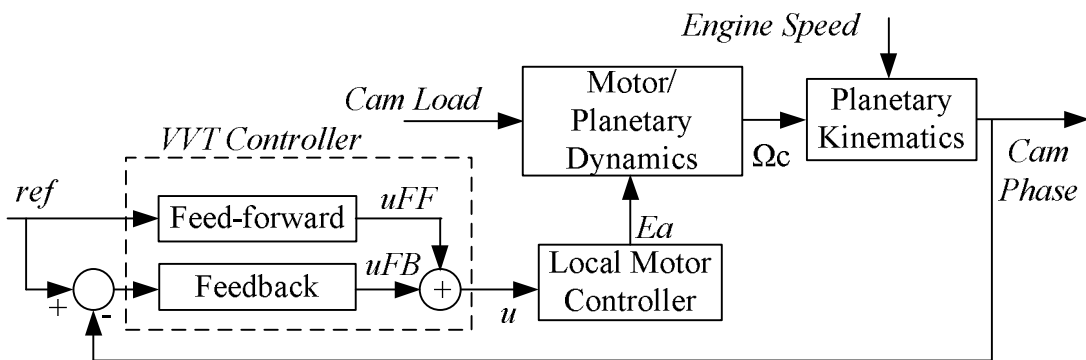 Engine Speed
Motor/
Planetary
Dynamics
Planetary
Kinematics
Cam Load
VVT Controller
Ωc
Cam
Phase
ref
Feed-forward
uFF
Ea
Feedback
uFB
+
Local Motor
Controller
+
-
u